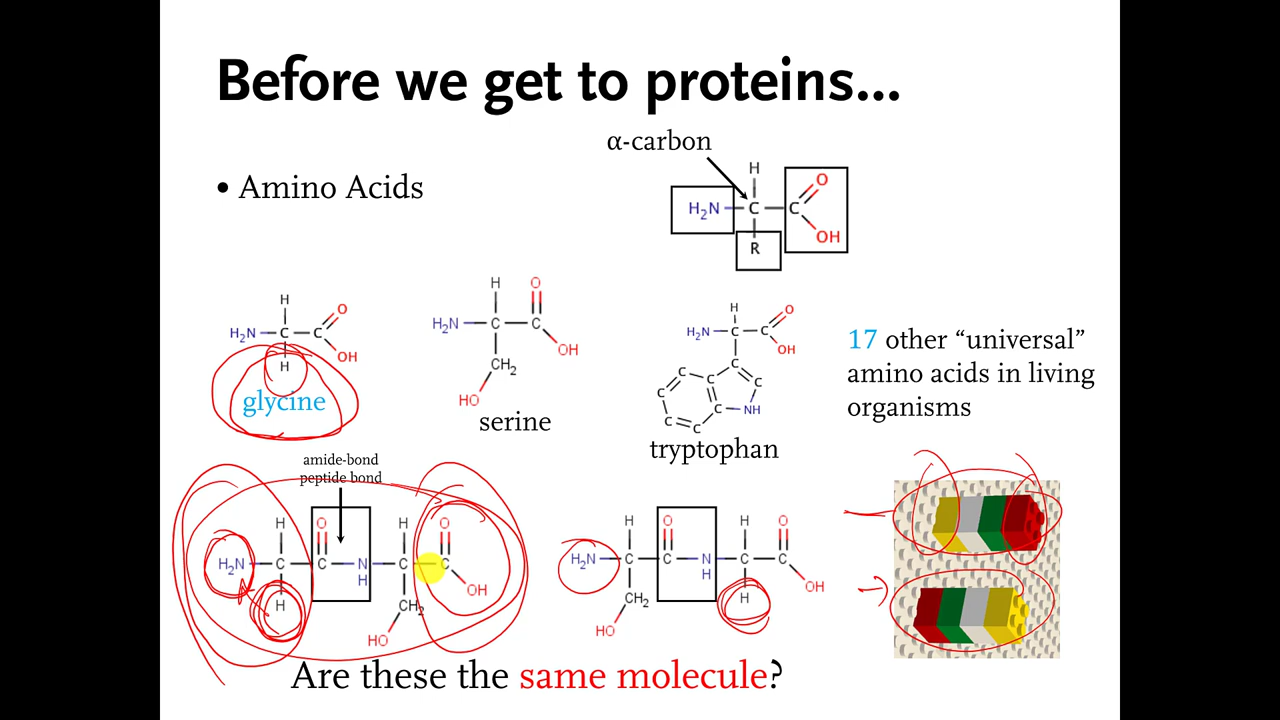 Before we get to proteins...
α-carbon
• Amino Acids
H
H₂N C C O
OH
R
H
H₂N C C O
OH
H
glycine
H O
H₂N C C
OH
CH₂
HO
serine
H
H₂N C C O
OH
C C C C
C C C C NH
tryptophan
17 other “universal”
amino acids in living
organisms
amide-bond
peptide bond
H O H O
H₂N C C N C C
H H OH
CH₂
HO
H O H O
H₂N C C N C C
H OH
CH₂ H
HO
Are these the same molecule?